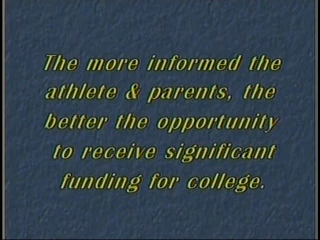 The more informed the
athlete & parents, the
better the opportunity
to receive significant
funding for college.